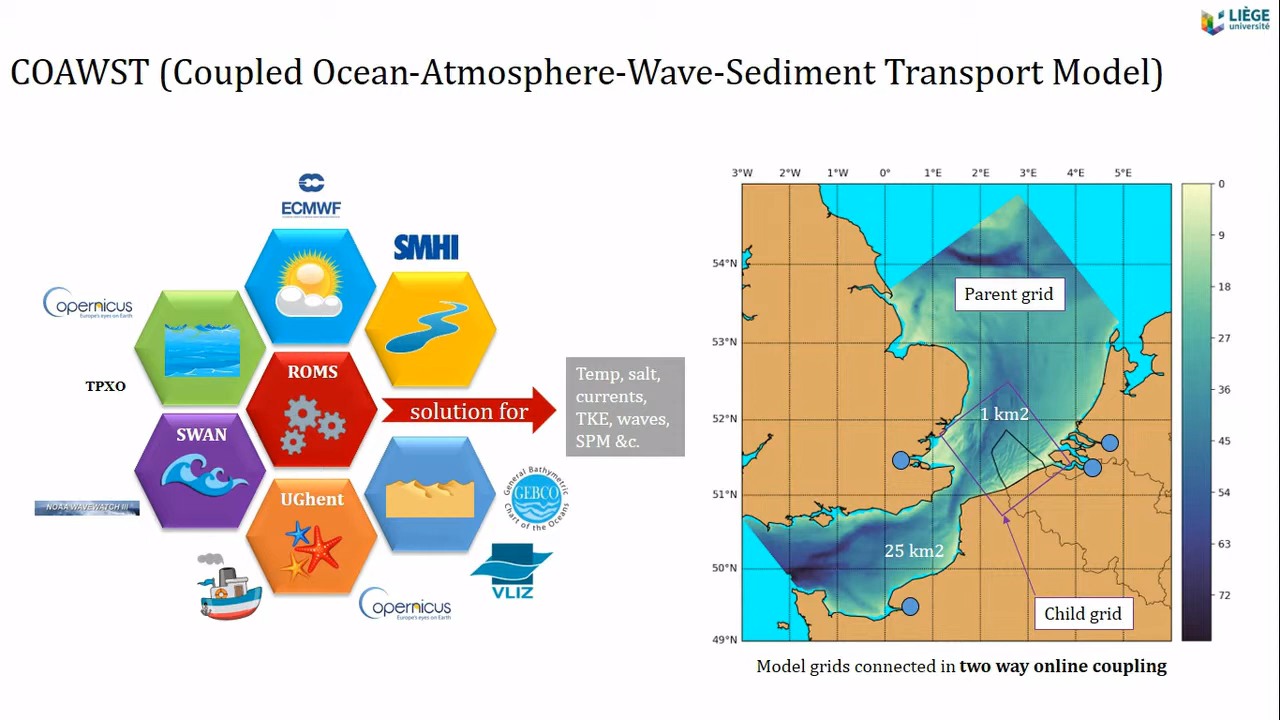 LIÈGE
université
COAWST (Coupled Ocean-Atmosphere-Wave-Sediment Transport Model)
ECMWF
SMHI
opernicus
Europe's eyes on Earth
TPXO
ROMS
SWAN
solution for
Temp, salt,
currents,
TKE, waves,
SPM &c.
NOAA WAVEWATCH III
UGhent
General Bathymetric
GEBCO
Chart of the Oceans
VLIZ
opernicus
Europe's eyes on Earth
3°W 2°W 1°W 0° 1°E 2°E 3°E 4°E 5°E
54°N
53°N
52°N
51°N
50°N
49°N
Parent grid
1 km2
25 km2
Child grid
0
9
18
27
36
45
54
63
72
Model grids connected in two way online coupling